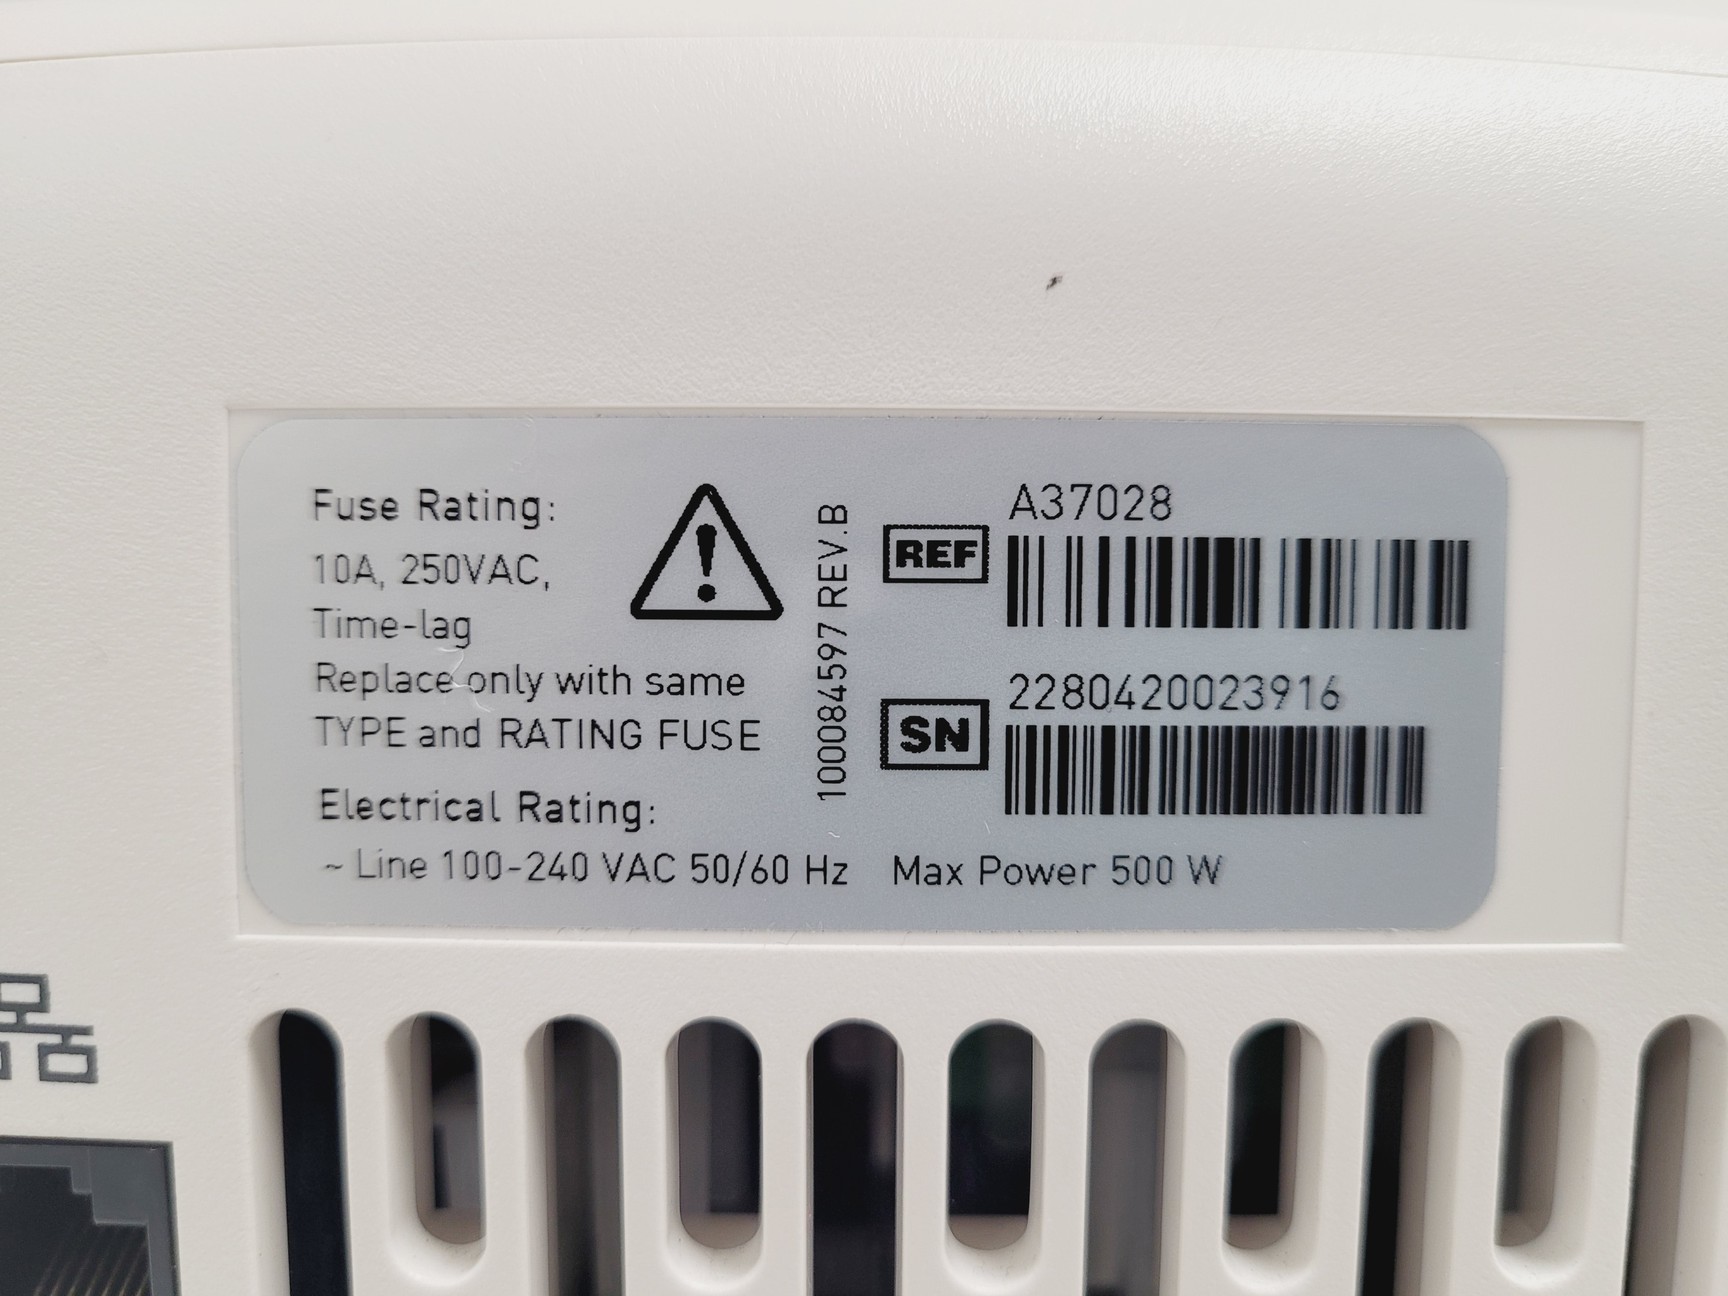 Fuse Rating:
10A, 250VAC,
Time-lag
Replace only with same
TYPE and RATING FUSE
Electrical Rating:
~ Line 100-240 VAC 50/60 Hz Max Power 500 W
100084597 REV.B
REF
A37028
SN
2280420023916